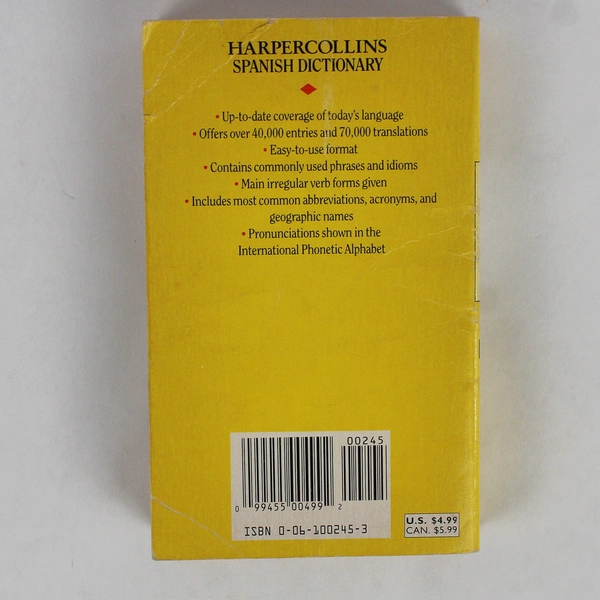 HARPERCOLLINS
SPANISH DICTIONARY
• Up-to-date coverage of today's language
• Offers over 40,000 entries and 70,000 translations
• Easy-to-use format
• Contains commonly used phrases and idioms
• Main irregular verb forms given
• Includes most common abbreviations, acronyms, and
geographic names
• Pronunciations shown in the
International Phonetic Alphabet
00245
0 99455 00499 2
ISBN 0-06-100245-3
U.S. $4.99
CAN. $5.99